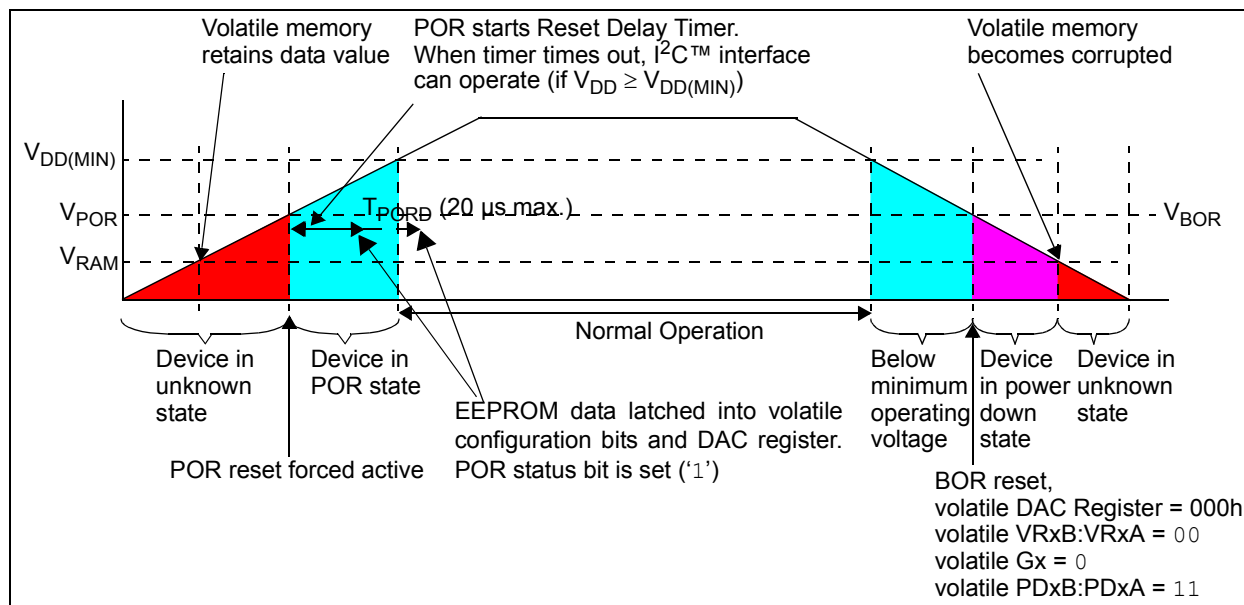 Volatile memory
retains data value
POR starts Reset Delay Timer.
When timer times out, I²C™ interface
can operate (if VDD ≥ VDD(MIN))
Volatile memory
becomes corrupted
VDD(MIN)
VPOR
TPORD (20 µs max.)
VBOR
VRAM
Normal Operation
Device in
unknown
state
Device in
POR state
Below
minimum
operating
voltage
Device
in power
down
state
Device in
unknown
state
EEPROM data latched into volatile
configuration bits and DAC register.
POR status bit is set (‘1’)
POR reset forced active
BOR reset,
volatile DAC Register = 000h
volatile VRxB:VRxA = 00
volatile Gx = 0
volatile PDxB:PDxA = 11